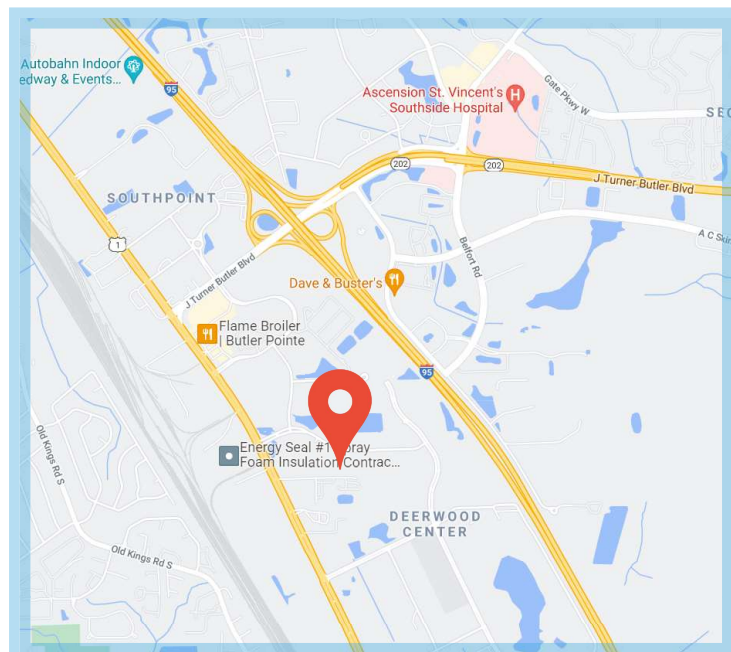 Autobahn Indoor
edway & Events...
95
Ascension St. Vincent's
Southside Hospital
H
Gate Pkwy W
SEC
202
202
J Turner Butler Blvd
SOUTHPOINT
1
A C Skin
Belfort Rd
J Turner Butler Blvd
Dave & Buster's
Flame Broiler
| Butler Pointe
95
Old Kings Rd S
Energy Seal #1
Foam Insulation Contrac...
DEERWOOD
CENTER
Old Kings Rd S